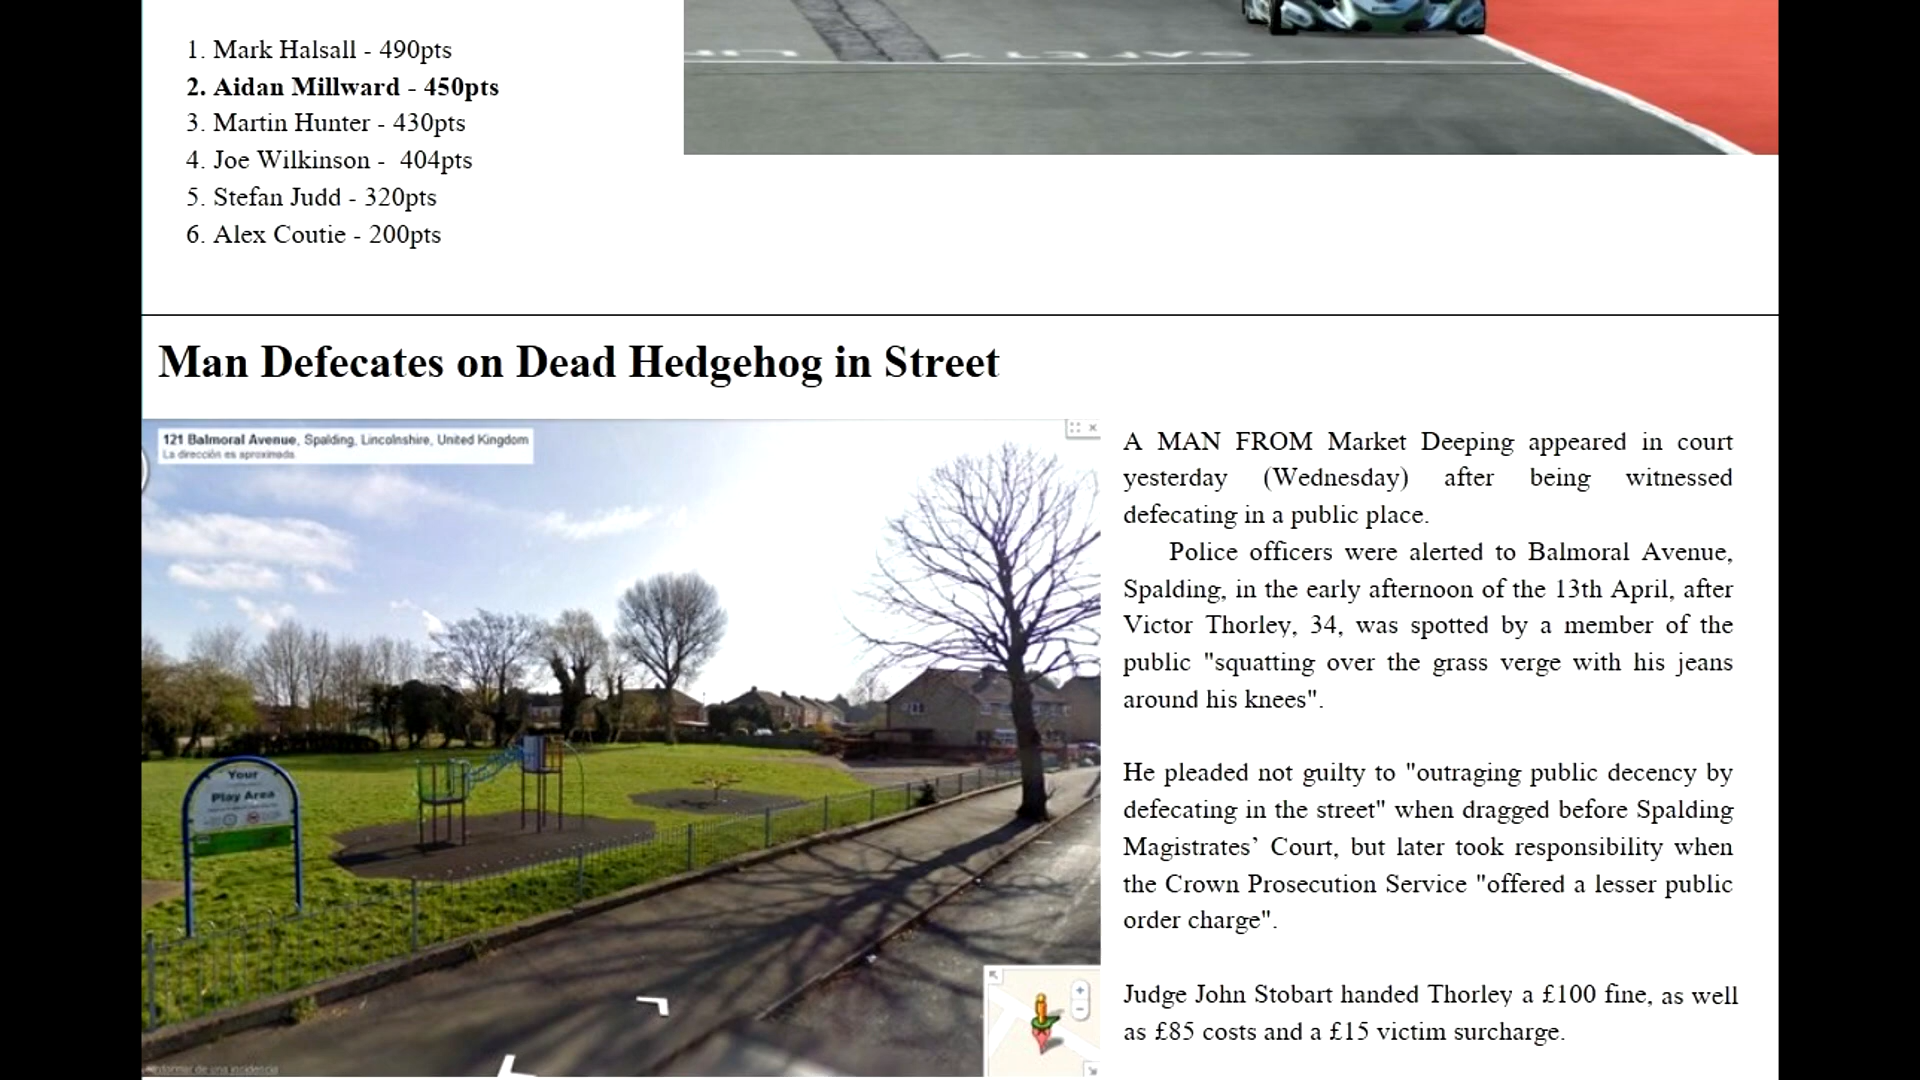 1. Mark Halsall - 490pts
2. Aidan Millward - 450pts
3. Martin Hunter - 430pts
4. Joe Wilkinson - 404pts
5. Stefan Judd - 320pts
6. Alex Coutie - 200pts
Man Defecates on Dead Hedgehog in Street
121 Balmoral Avenue, Spalding, Lincolnshire, United Kingdom
La dirección es aproximada
Your
Play Area
Informar de una incidencia
A MAN FROM Market Deeping appeared in court
yesterday (Wednesday) after being witnessed
defecating in a public place.
Police officers were alerted to Balmoral Avenue,
Spalding, in the early afternoon of the 13th April, after
Victor Thorley, 34, was spotted by a member of the
public "squatting over the grass verge with his jeans
around his knees".
He pleaded not guilty to "outraging public decency by
defecating in the street" when dragged before Spalding
Magistrates’ Court, but later took responsibility when
the Crown Prosecution Service "offered a lesser public
order charge".
Judge John Stobart handed Thorley a £100 fine, as well
as £85 costs and a £15 victim surcharge.